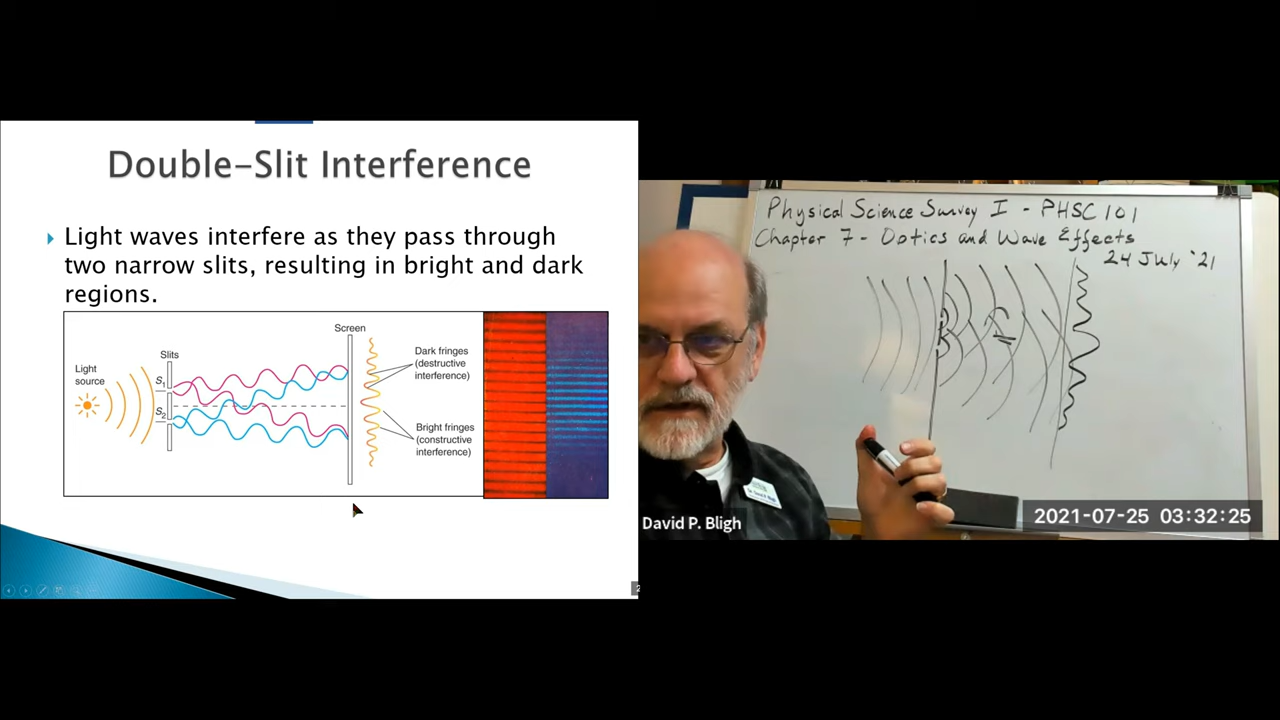 Double-Slit Interference
Light waves interfere as they pass through
two narrow slits, resulting in bright and dark
regions.
Light
source
Slits
S1
S2
Screen
Dark fringes
(destructive
interference)
Bright fringes
(constructive
interference)
Physical Science Survey I - PHSC 101
Chapter 7 - Optics and Wave Effects
24 July '21
David P. Bligh
2021-07-25 03:32:25